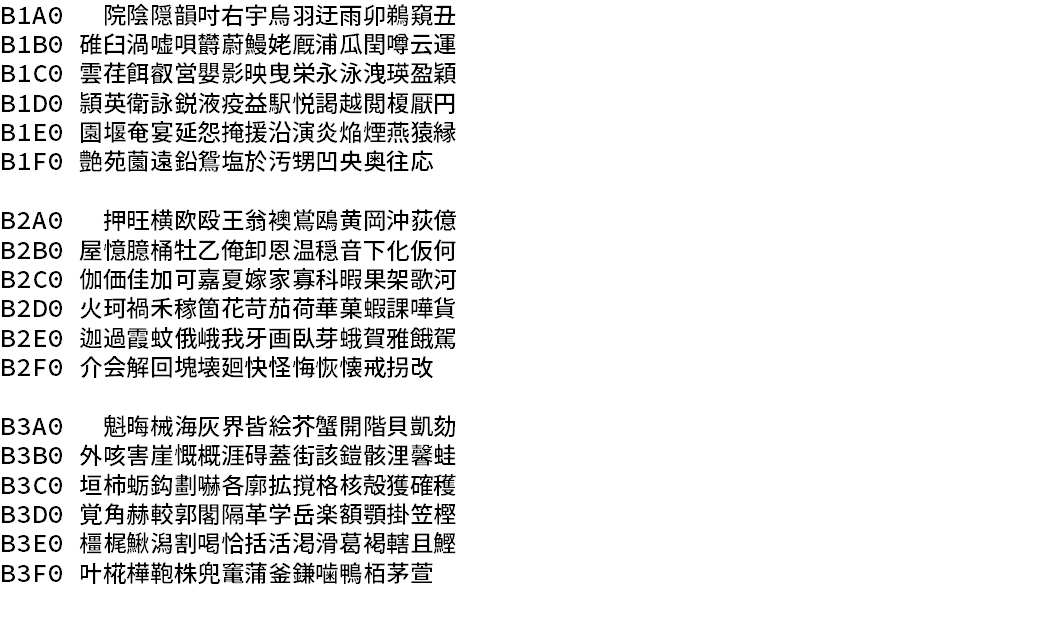 B1A0 　院陰隠韻吋右宇烏羽迂雨卯鵜窺丑
B1B0 碓臼渦嘘唄欝蔚鰻姥厩浦瓜閏噂云運
B1C0 雲荏餌叡営嬰影映曳栄永泳洩瑛盈穎
B1D0 頴英衛詠鋭液疫益駅悦謁越閲榎厭円
B1E0 園堰奄宴延怨掩援沿演炎焔煙燕猿縁
B1F0 艶苑薗遠鉛鴛塩於汚甥凹央奥往応
B2A0 　押旺横欧殴王翁襖鴬鴎黄岡沖荻億
B2B0 屋憶臆桶牡乙俺卸恩温穏音下化仮何
B2C0 伽価佳加可嘉夏嫁家寡科暇果架歌河
B2D0 火珂禍禾稼箇花苛茄荷華菓蝦課嘩貨
B2E0 迦過霞蚊俄峨我牙画臥芽蛾賀雅餓駕
B2F0 介会解回塊壊廻快怪悔恢懐戒拐改
B3A0 　魁晦械海灰界皆絵芥蟹開階貝凱劾
B3B0 外咳害崖慨概涯碍蓋街該鎧骸浬馨蛙
B3C0 垣柿蛎鈎劃嚇各廓拡撹格核殻獲確穫
B3D0 覚角赫較郭閣隔革学岳楽額顎掛笠樫
B3E0 橿梶鰍潟割喝恰括活渇滑葛褐轄且鰹
B3F0 叶椛樺鞄株兜竃蒲釜鎌噛鴨栢茅萱